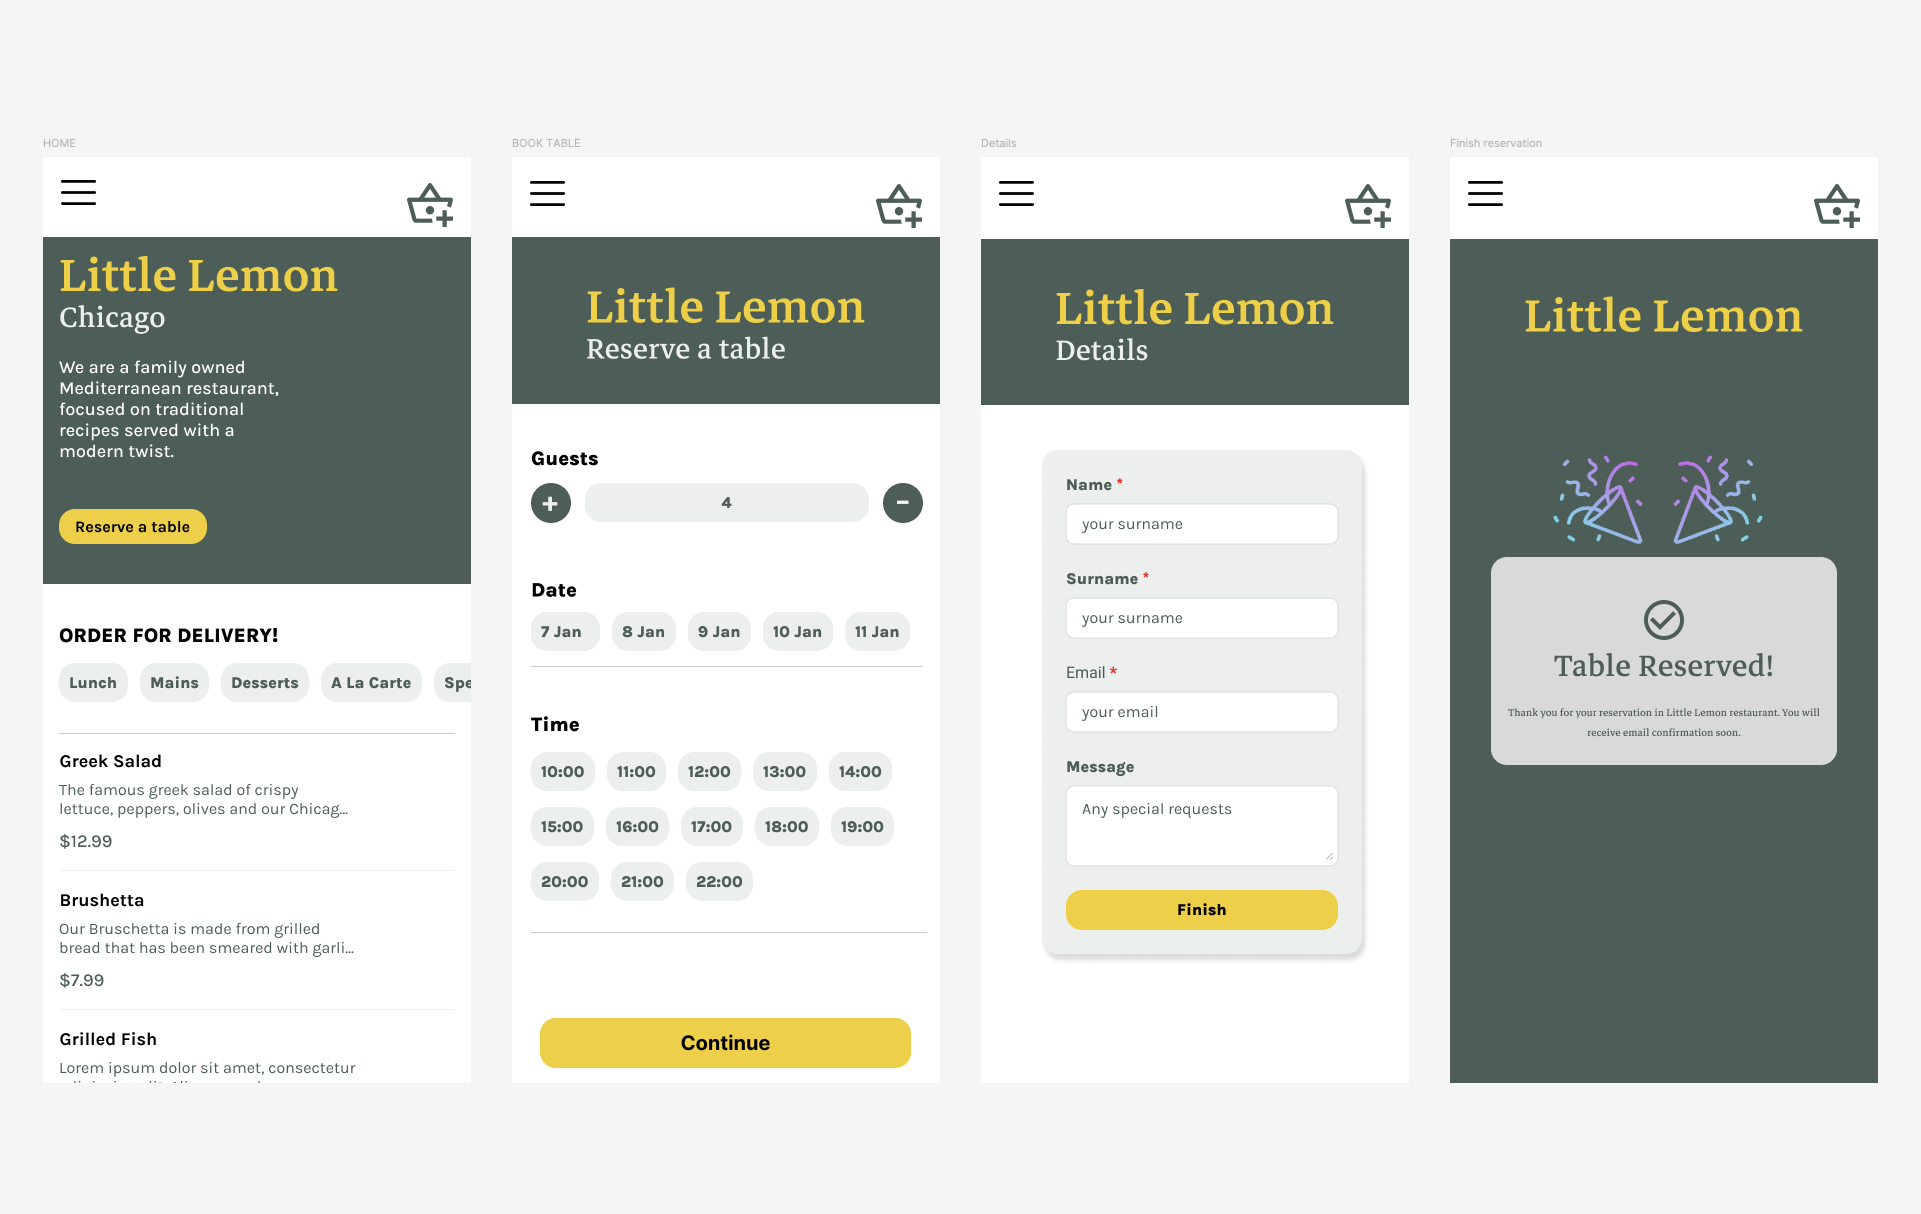 HOME
Little Lemon
Chicago
We are a family owned
Mediterranean restaurant,
focused on traditional
recipes served with a
modern twist.
Reserve a table
ORDER FOR DELIVERY!
Lunch Mains Desserts A La Carte Spe
Greek Salad
The famous greek salad of crispy
lettuce, peppers, olives and our Chicag...
$12.99
Brushetta
Our Bruschetta is made from grilled
bread that has been smeared with garli...
$7.99
Grilled Fish
Lorem ipsum dolor sit amet, consectetur
BOOK TABLE
Little Lemon
Reserve a table
Guests
+ 4 -
Date
7 Jan 8 Jan 9 Jan 10 Jan 11 Jan
Time
10:00 11:00 12:00 13:00 14:00
15:00 16:00 17:00 18:00 19:00
20:00 21:00 22:00
Continue
Details
Little Lemon
Details
Name *
your surname
Surname *
your surname
Email *
your email
Message
Any special requests
Finish
Finish reservation
Little Lemon
Table Reserved!
Thank you for your reservation in Little Lemon restaurant. You will
receive email confirmation soon.